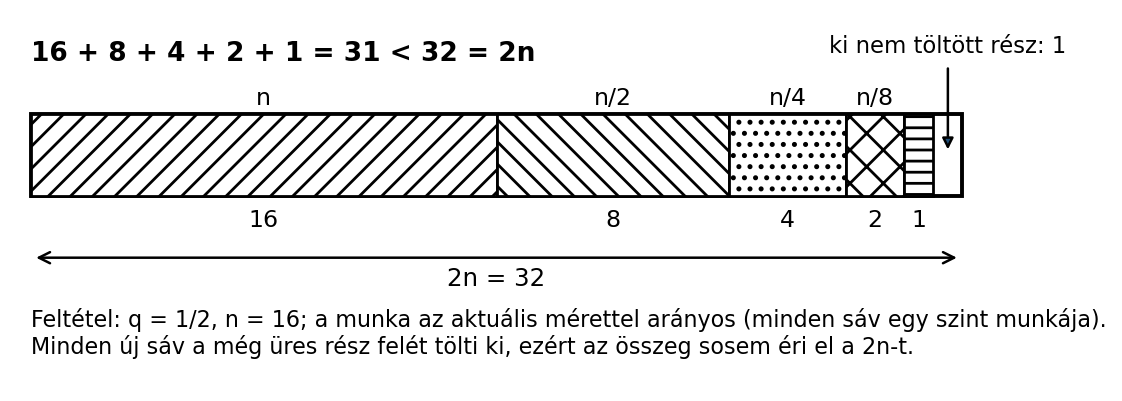 16 + 8 + 4 + 2 + 1 = 31 < 32 = 2n
ki nem töltött rész: 1
n n/2 n/4 n/8
16 8 4 2 1
2n = 32
Feltétel: q = 1/2, n = 16; a munka az aktuális mérettel arányos (minden sáv egy szint munkája).
Minden új sáv a még üres rész felét tölti ki, ezért az összeg sosem éri el a 2n-t.